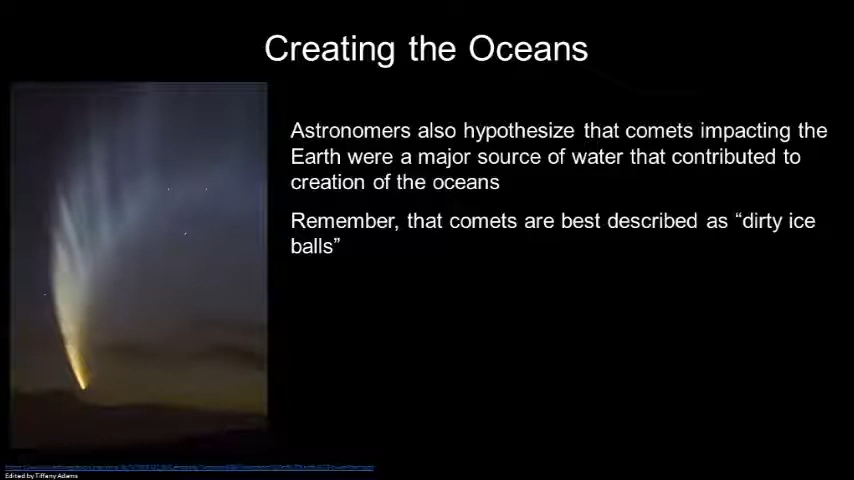 Creating the Oceans
Astronomers also hypothesize that comets impacting the
Earth were a major source of water that contributed to
creation of the oceans
Remember, that comets are best described as “dirty ice
balls”
Edited by Tiffany Adams